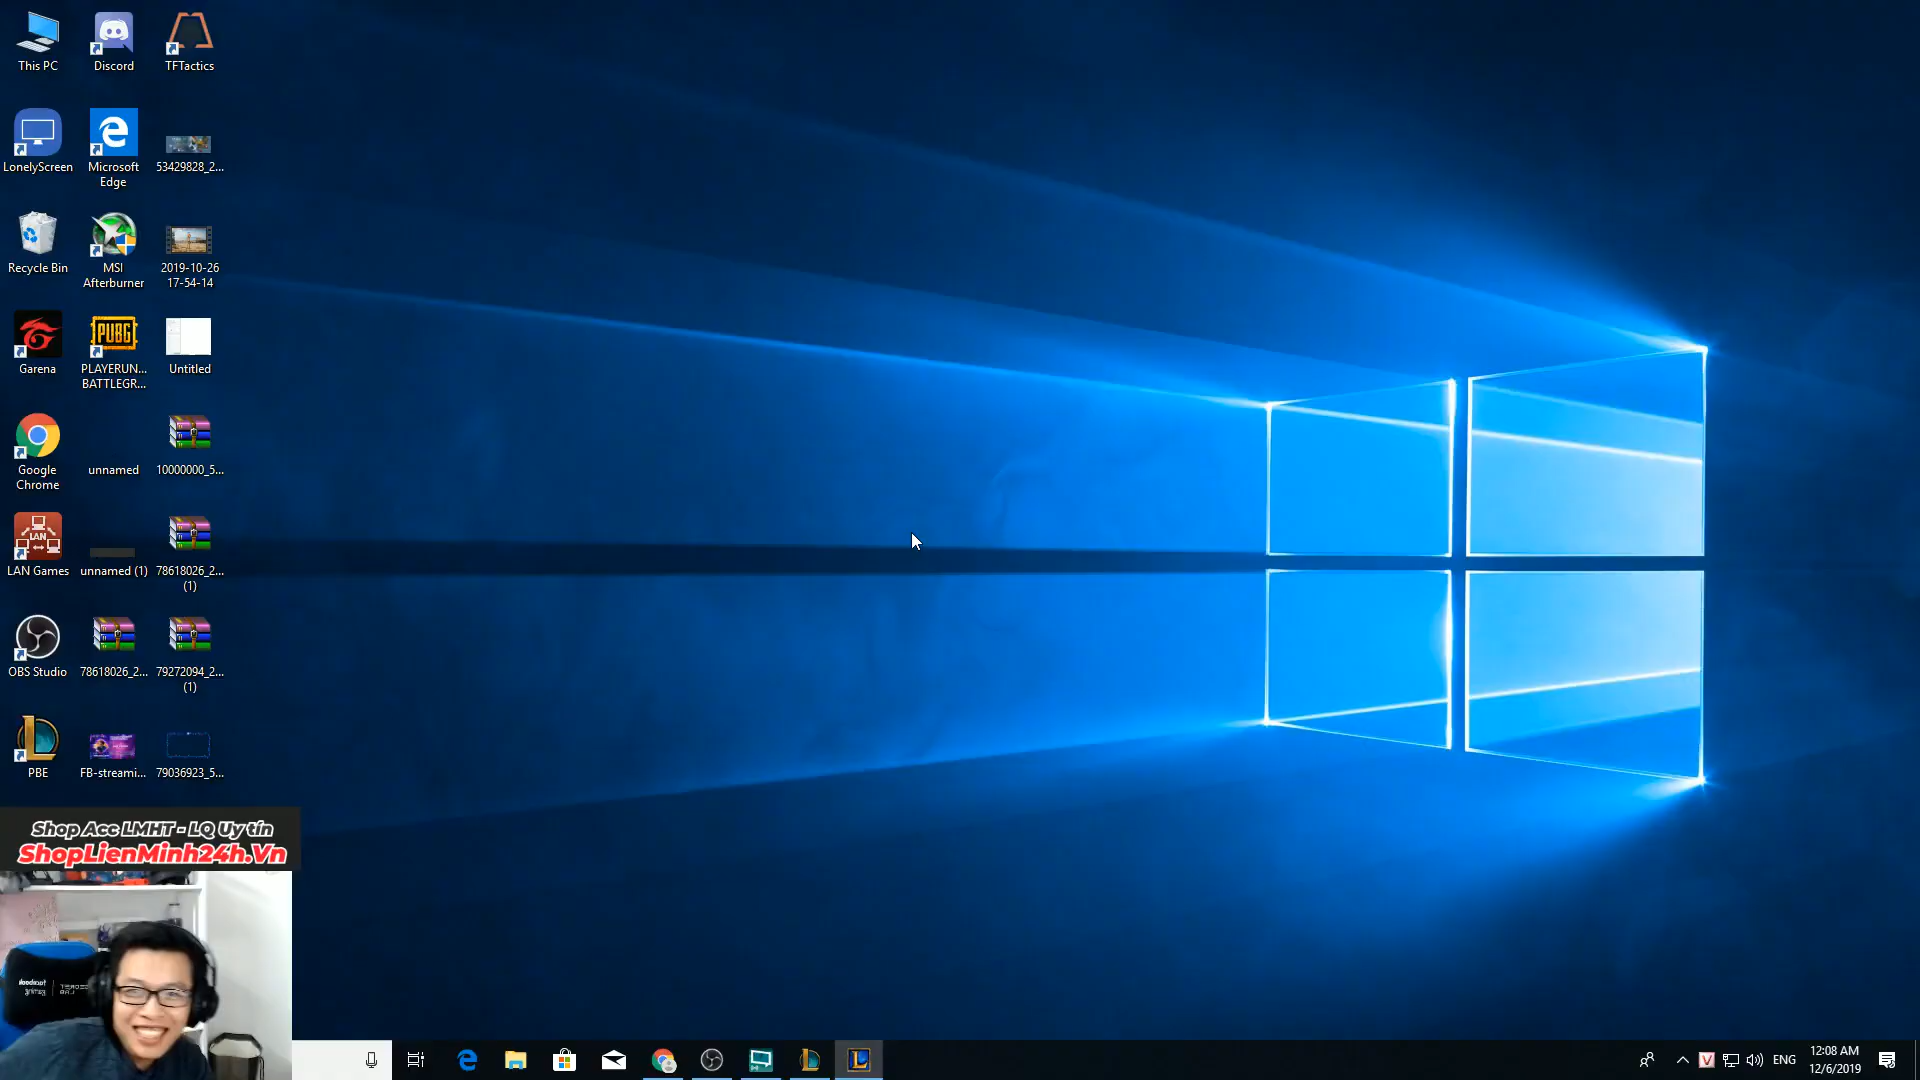 This PC
Discord
TFTactics
LonelyScreen
Microsoft
Edge
53429828_2...
Recycle Bin
MSI
Afterburner
2019-10-26
17-54-14
Garena
PUBG
PLAYERUN...
BATTLEGR...
Untitled
Google
Chrome
unnamed
10000000_5...
LAN
LAN Games
unnamed (1)
78618026_2...
(1)
OBS Studio
78618026_2...
79272094_2...
(1)
PBE
FB-streami...
79036923_5...
Shop Acc LMHT - LQ Uy tín
ShopLienMinh24h.Vn
ENG
12:08 AM
12/6/2019